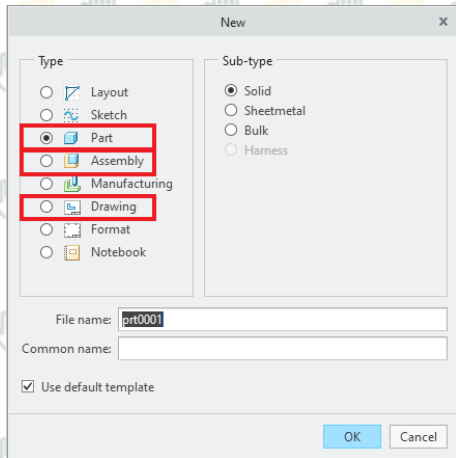 New
x
Type
Layout
Sketch
Part
Assembly
Manufacturing
Drawing
Format
Notebook
Sub-type
Solid
Sheetmetal
Bulk
Harness
File name: prt0001
Common name:
Use default template
OK Cancel